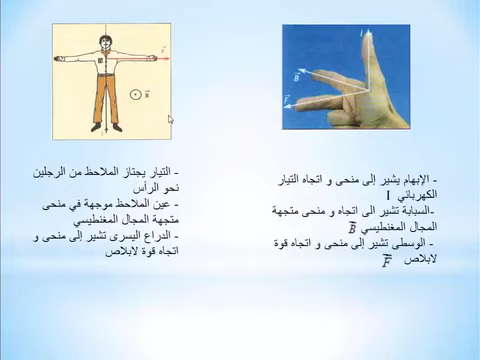 I
B
F
F
B
I
- الإبهام يشير إلى منحى و اتجاه التيار
الكهربائي I
-السبابة تشير الى اتجاه و منحى متجهة
المجال المغنطيسي B
- الوسطى تشير إلى منحى و اتجاه قوة
لابلاص F
- التيار يجتاز الملاحظ من الرجلين
نحو الرأس
- عين الملاحظ موجهة في منحى
متجهة المجال المغنطيسي
- الدراع اليسرى تشير إلى منحى و
اتجاه قوة لابلاص